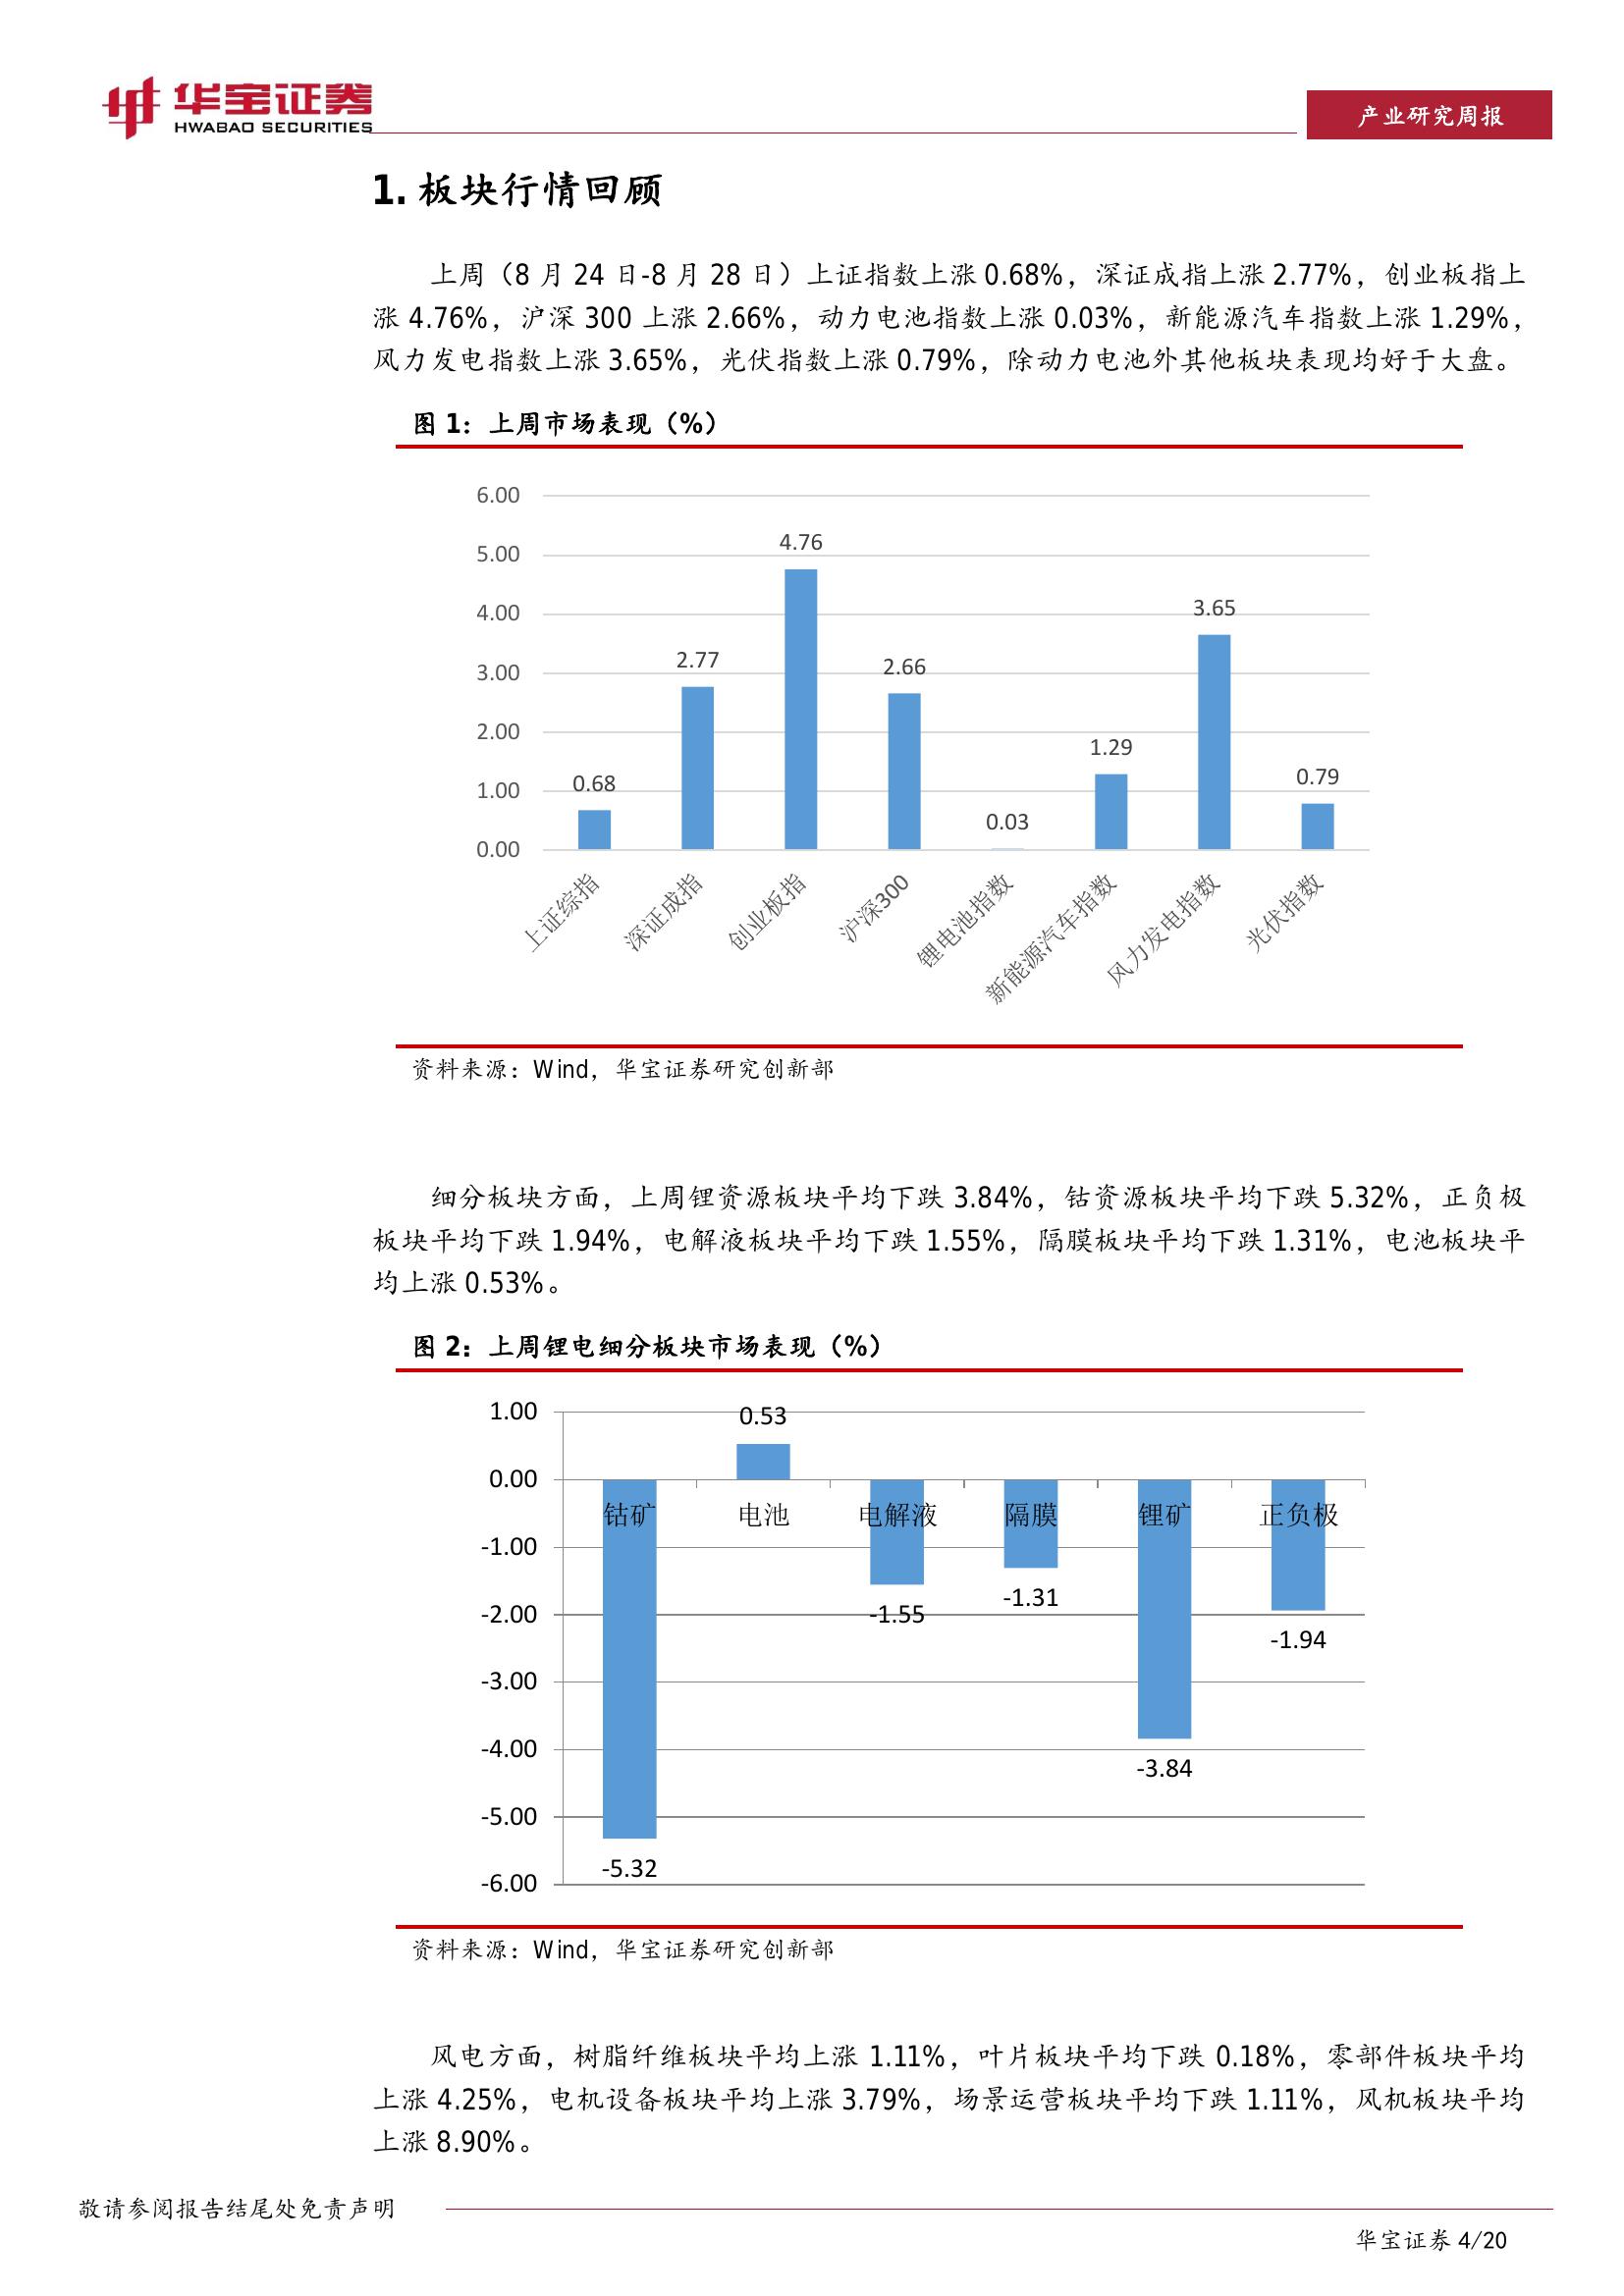 华宝证券
HWABAO SECURITIES
产业研究周报
1. 板块行情回顾
上周（8 月 24 日-8 月 28 日）上证指数上涨 0.68%，深证成指上涨 2.77%，创业板指上
涨 4.76%，沪深 300 上涨 2.66%，动力电池指数上涨 0.03%，新能源汽车指数上涨 1.29%，
风力发电指数上涨 3.65%，光伏指数上涨 0.79%，除动力电池外其他板块表现均好于大盘。
图 1：上周市场表现（%）
6.00
5.00
4.00
3.00
2.00
1.00
0.00
0.68
2.77
4.76
2.66
0.03
1.29
3.65
0.79
上证综指
深证成指
创业板指
沪深300
锂电池指数
新能源汽车指数
风力发电指数
光伏指数
资料来源：Wind，华宝证券研究创新部
细分板块方面，上周锂资源板块平均下跌 3.84%，钴资源板块平均下跌 5.32%，正负极
板块平均下跌 1.94%，电解液板块平均下跌 1.55%，隔膜板块平均下跌 1.31%，电池板块平
均上涨 0.53%。
图 2：上周锂电细分板块市场表现（%）
1.00
0.00
-1.00
-2.00
-3.00
-4.00
-5.00
-6.00
钴矿
电池
电解液
隔膜
锂矿
正负极
-5.32
0.53
-1.55
-1.31
-3.84
-1.94
资料来源：Wind，华宝证券研究创新部
风电方面，树脂纤维板块平均上涨 1.11%，叶片板块平均下跌 0.18%，零部件板块平均
上涨 4.25%，电机设备板块平均上涨 3.79%，场景运营板块平均下跌 1.11%，风机板块平均
上涨 8.90%。
敬请参阅报告结尾处免责声明
华宝证券 4/20